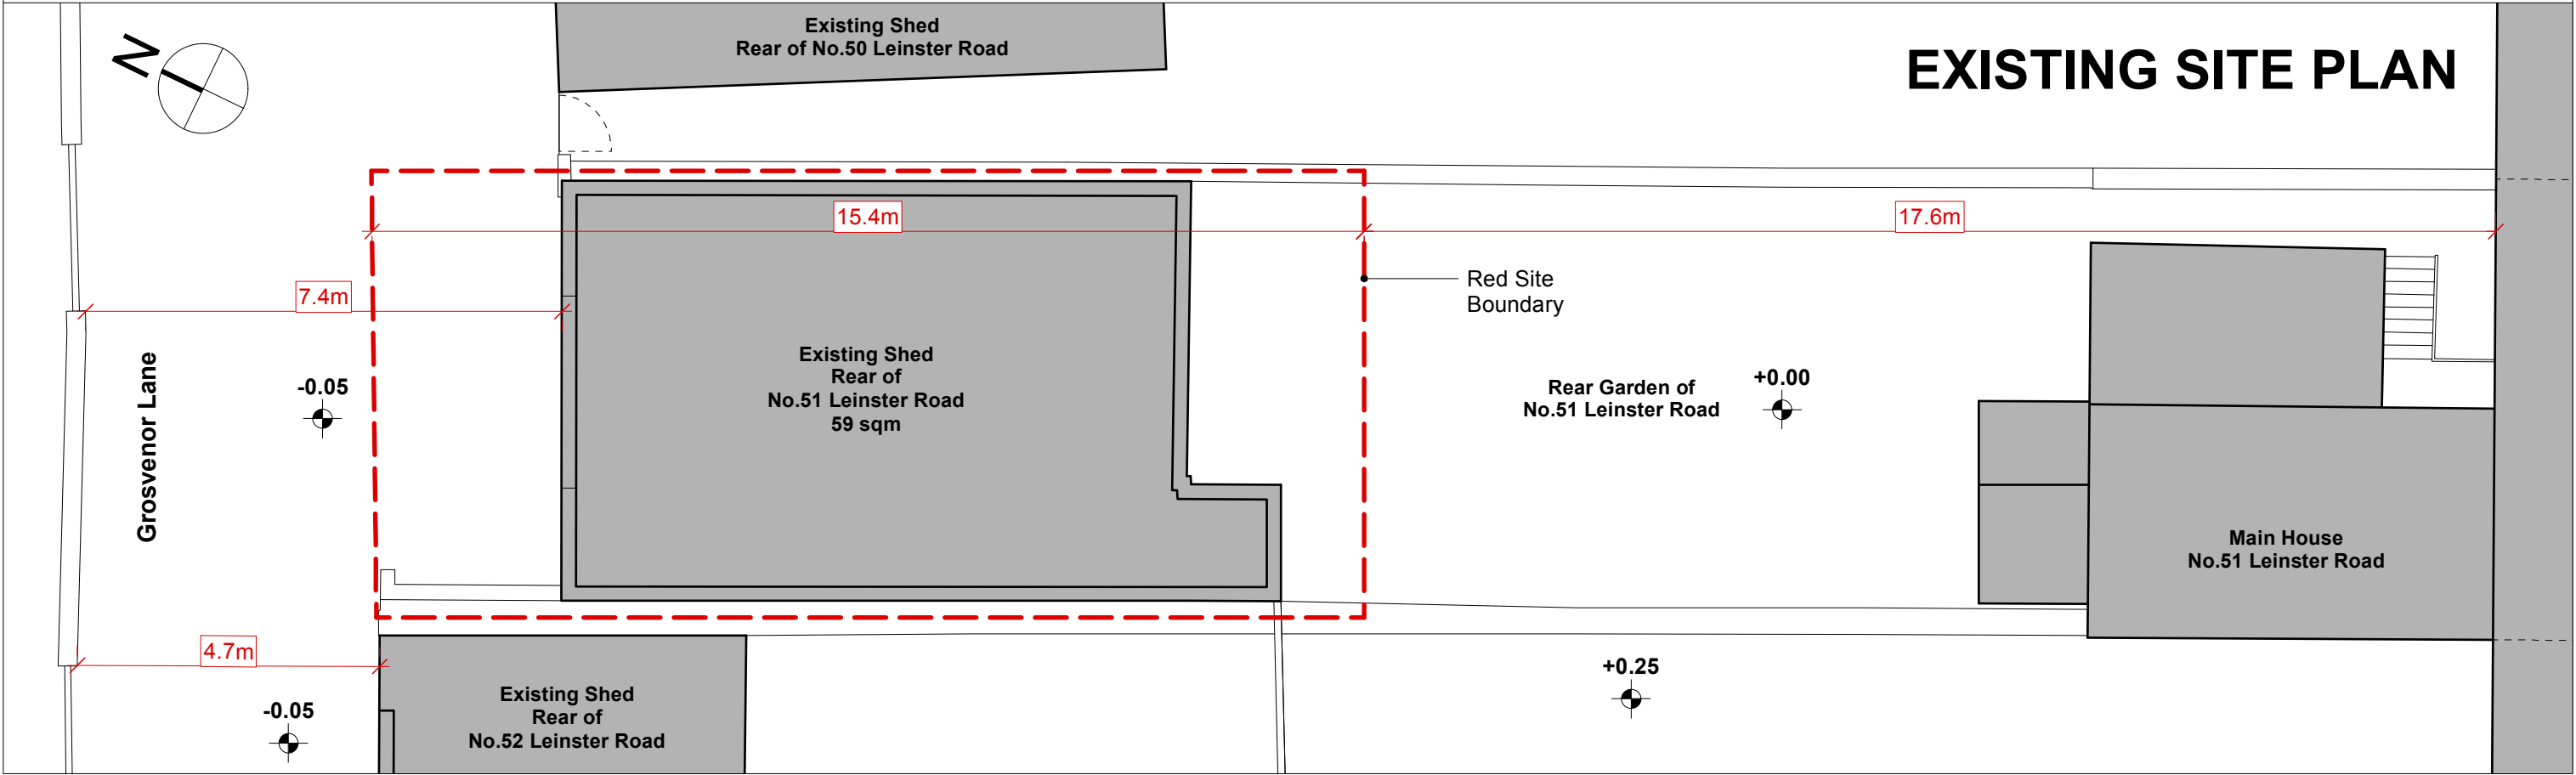 N
Existing Shed
Rear of No.50 Leinster Road
EXISTING SITE PLAN
15.4m
17.6m
7.4m
Red Site
Boundary
Grosvenor Lane
-0.05
Existing Shed
Rear of
No.51 Leinster Road
59 sqm
Rear Garden of
No.51 Leinster Road
+0.00
Main House
No.51 Leinster Road
4.7m
-0.05
Existing Shed
Rear of
No.52 Leinster Road
+0.25